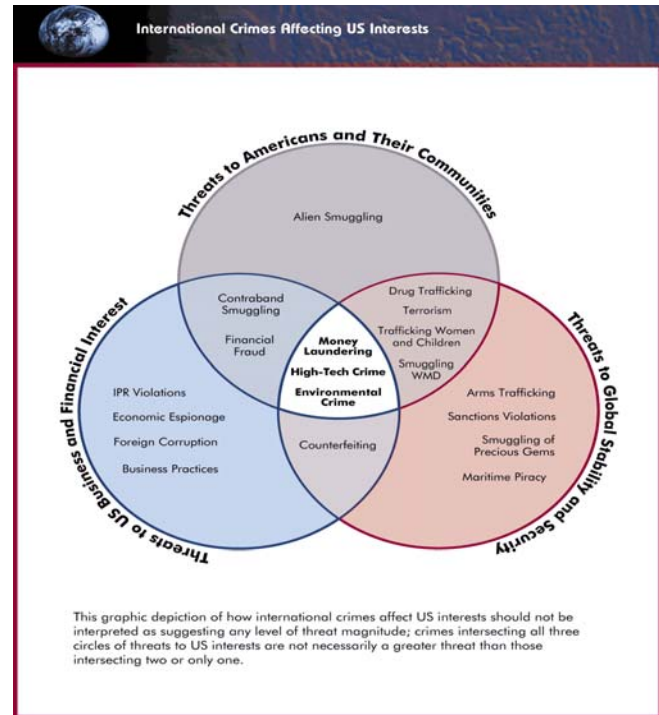 International Crimes Affecting US Interests
Threats to Americans and Their Communities
Alien Smuggling
Contraband
Smuggling
Financial
Fraud
Drug Trafficking
Terrorism
Trafficking Women
and Children
Smuggling
WMD
Money
Laundering
High-Tech Crime
Environmental
Crime
Threats to US Business and Financial Interest
IPR Violations
Economic Espionage
Foreign Corruption
Business Practices
Counterfeiting
Arms Trafficking
Sanctions Violations
Smuggling of
Precious Gems
Maritime Piracy
Threats to Global Stability and Security
This graphic depiction of how international crimes affect US interests should not be
interpreted as suggesting any level of threat magnitude; crimes intersecting all three
circles of threats to US interests are not necessarily a greater threat than those
intersecting two or only one.